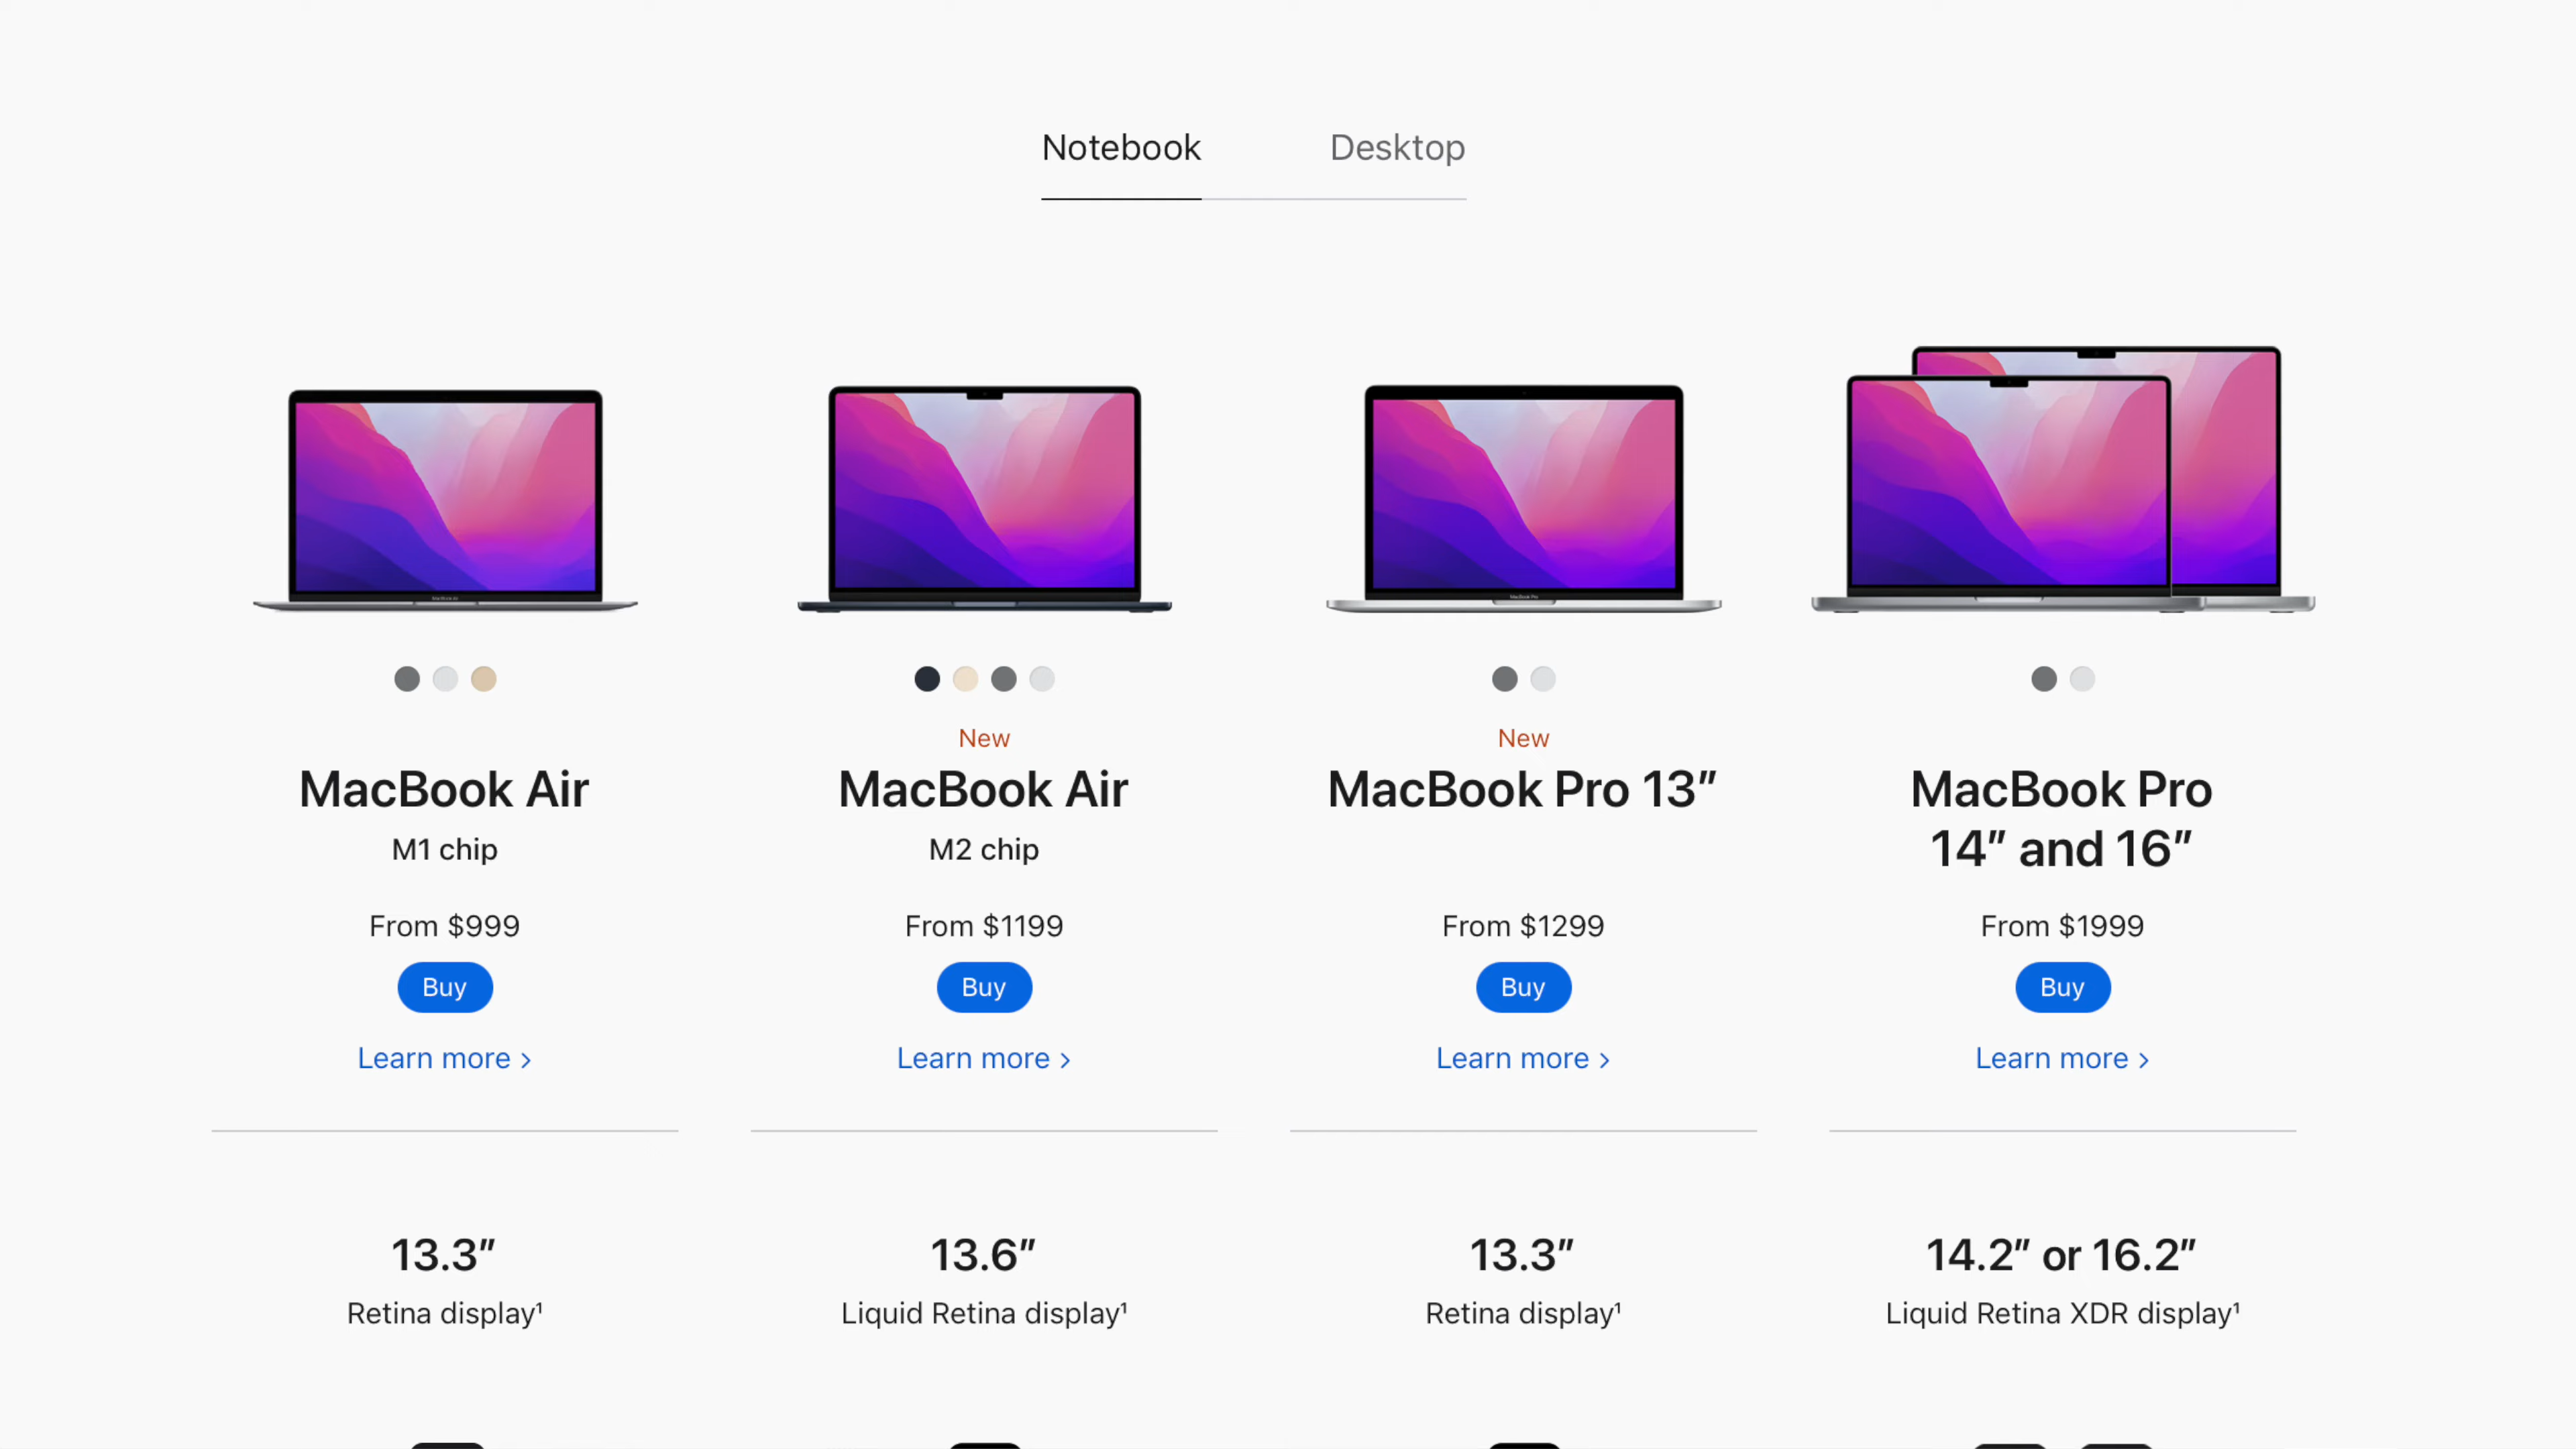 Notebook Desktop
New
New
MacBook Air
MacBook Air
MacBook Pro 13”
MacBook Pro
14” and 16”
M1 chip
M2 chip
From $999
From $1199
From $1299
From $1999
Buy
Buy
Buy
Buy
Learn more >
Learn more >
Learn more >
Learn more >
13.3”
13.6”
13.3”
14.2” or 16.2”
Retina display¹
Liquid Retina display¹
Retina display¹
Liquid Retina XDR display¹